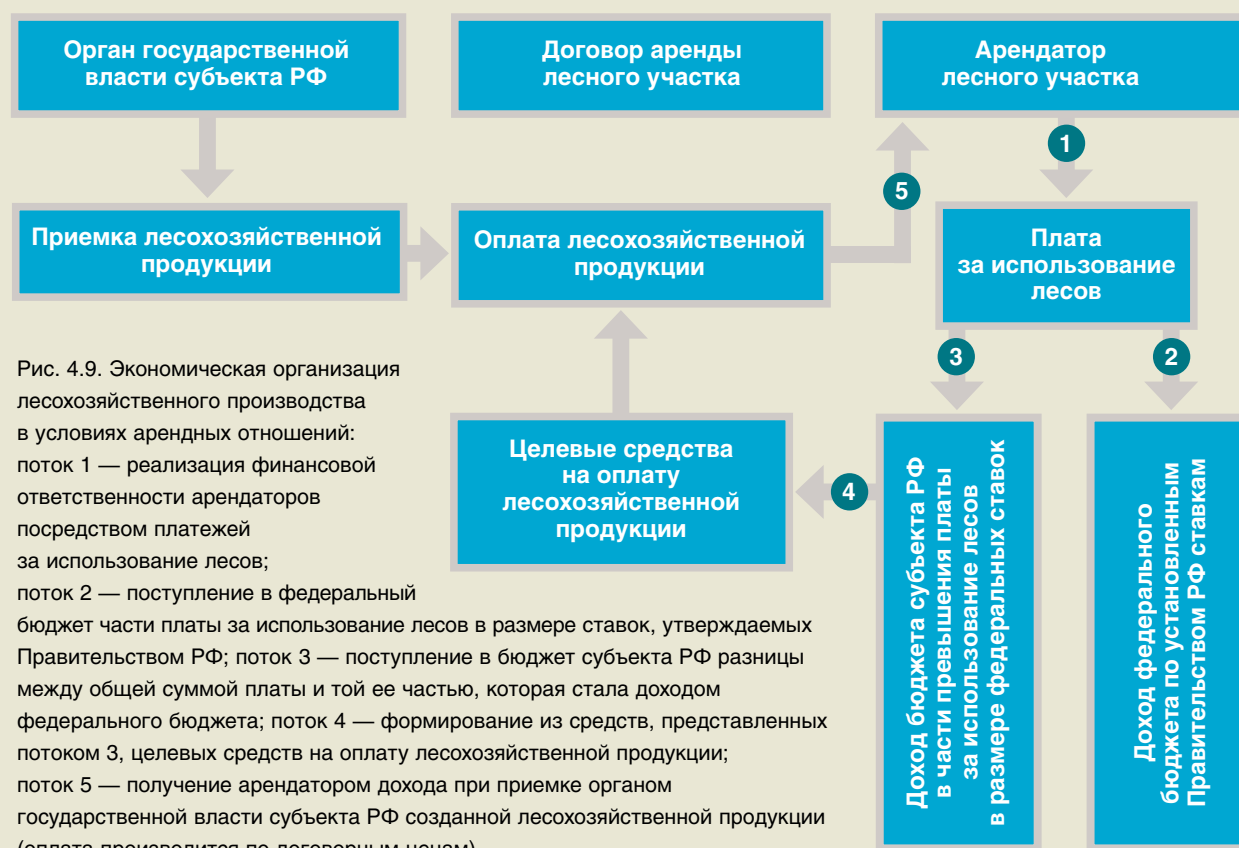 Орган государственной
власти субъекта РФ
Договор аренды
лесного участка
Арендатор
лесного участка
1
5
Приемка лесохозяйственной
продукции
Оплата лесохозяйственной
продукции
Плата
за использование
лесов
3
2
Целевые средства
на оплату
лесохозяйственной
продукции
4
Доход бюджета субъекта РФ
в части превышения платы
за использование лесов
в размере федеральных ставок
Доход федерального
бюджета по установленным
Правительством РФ ставкам
Рис. 4.9. Экономическая организация
лесохозяйственного производства
в условиях арендных отношений:
поток 1 — реализация финансовой
ответственности арендаторов
посредством платежей
за использование лесов;
поток 2 — поступление в федеральный
бюджет части платы за использование лесов в размере ставок, утверждаемых
Правительством РФ; поток 3 — поступление в бюджет субъекта РФ разницы
между общей суммой платы и той ее частью, которая стала доходом
федерального бюджета; поток 4 — формирование из средств, представленных
потоком 3, целевых средств на оплату лесохозяйственной продукции;
поток 5 — получение арендатором дохода при приемке органом
государственной власти субъекта РФ созданной лесохозяйственной продукции
(оплата производится по договорным ценам)